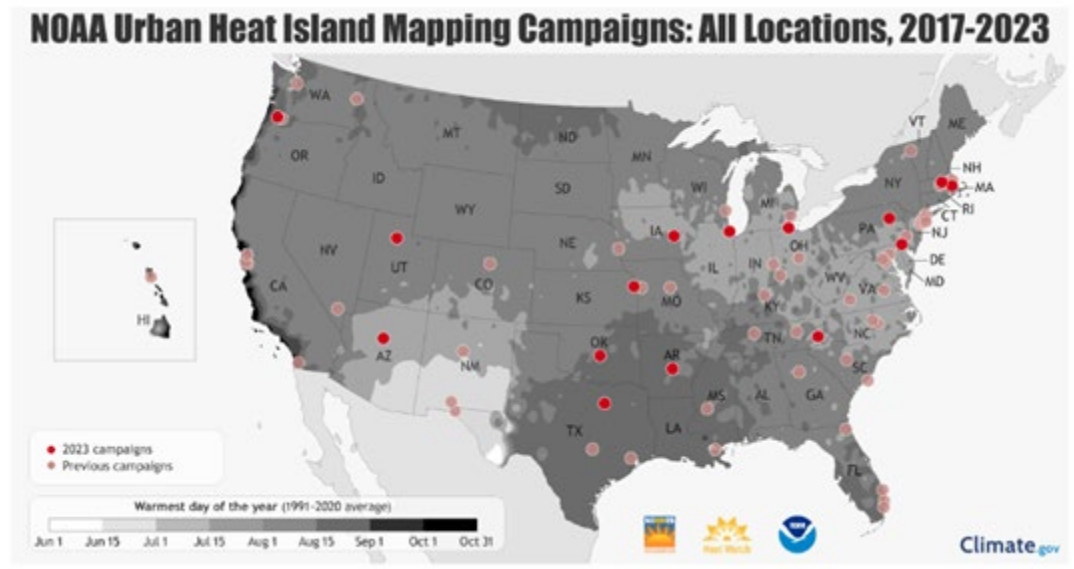 NOAA Urban Heat Island Mapping Campaigns: All Locations, 2017-2023
WA
VT
ME
MT
ND
OR
MN
NH
ID
NY
WI
MA
SD
MI
WY
RI
CT
IA
PA
NE
NJ
NV
OH
UT
IL
IN
DE
CA
CO
WV
MD
KS
MO
VA
KY
HI
NC
TN
OK
AZ
AR
NM
SC
MS
AL
GA
TX
LA
FL
2023 campaigns
Previous campaigns
Warmest day of the year (1991-2020 average)
Jun 1 Jun 15 Jul 1 Jul 15 Aug 1 Aug 15 Sep 1 Oct 1 Oct 31
NOAA
Climate.gov